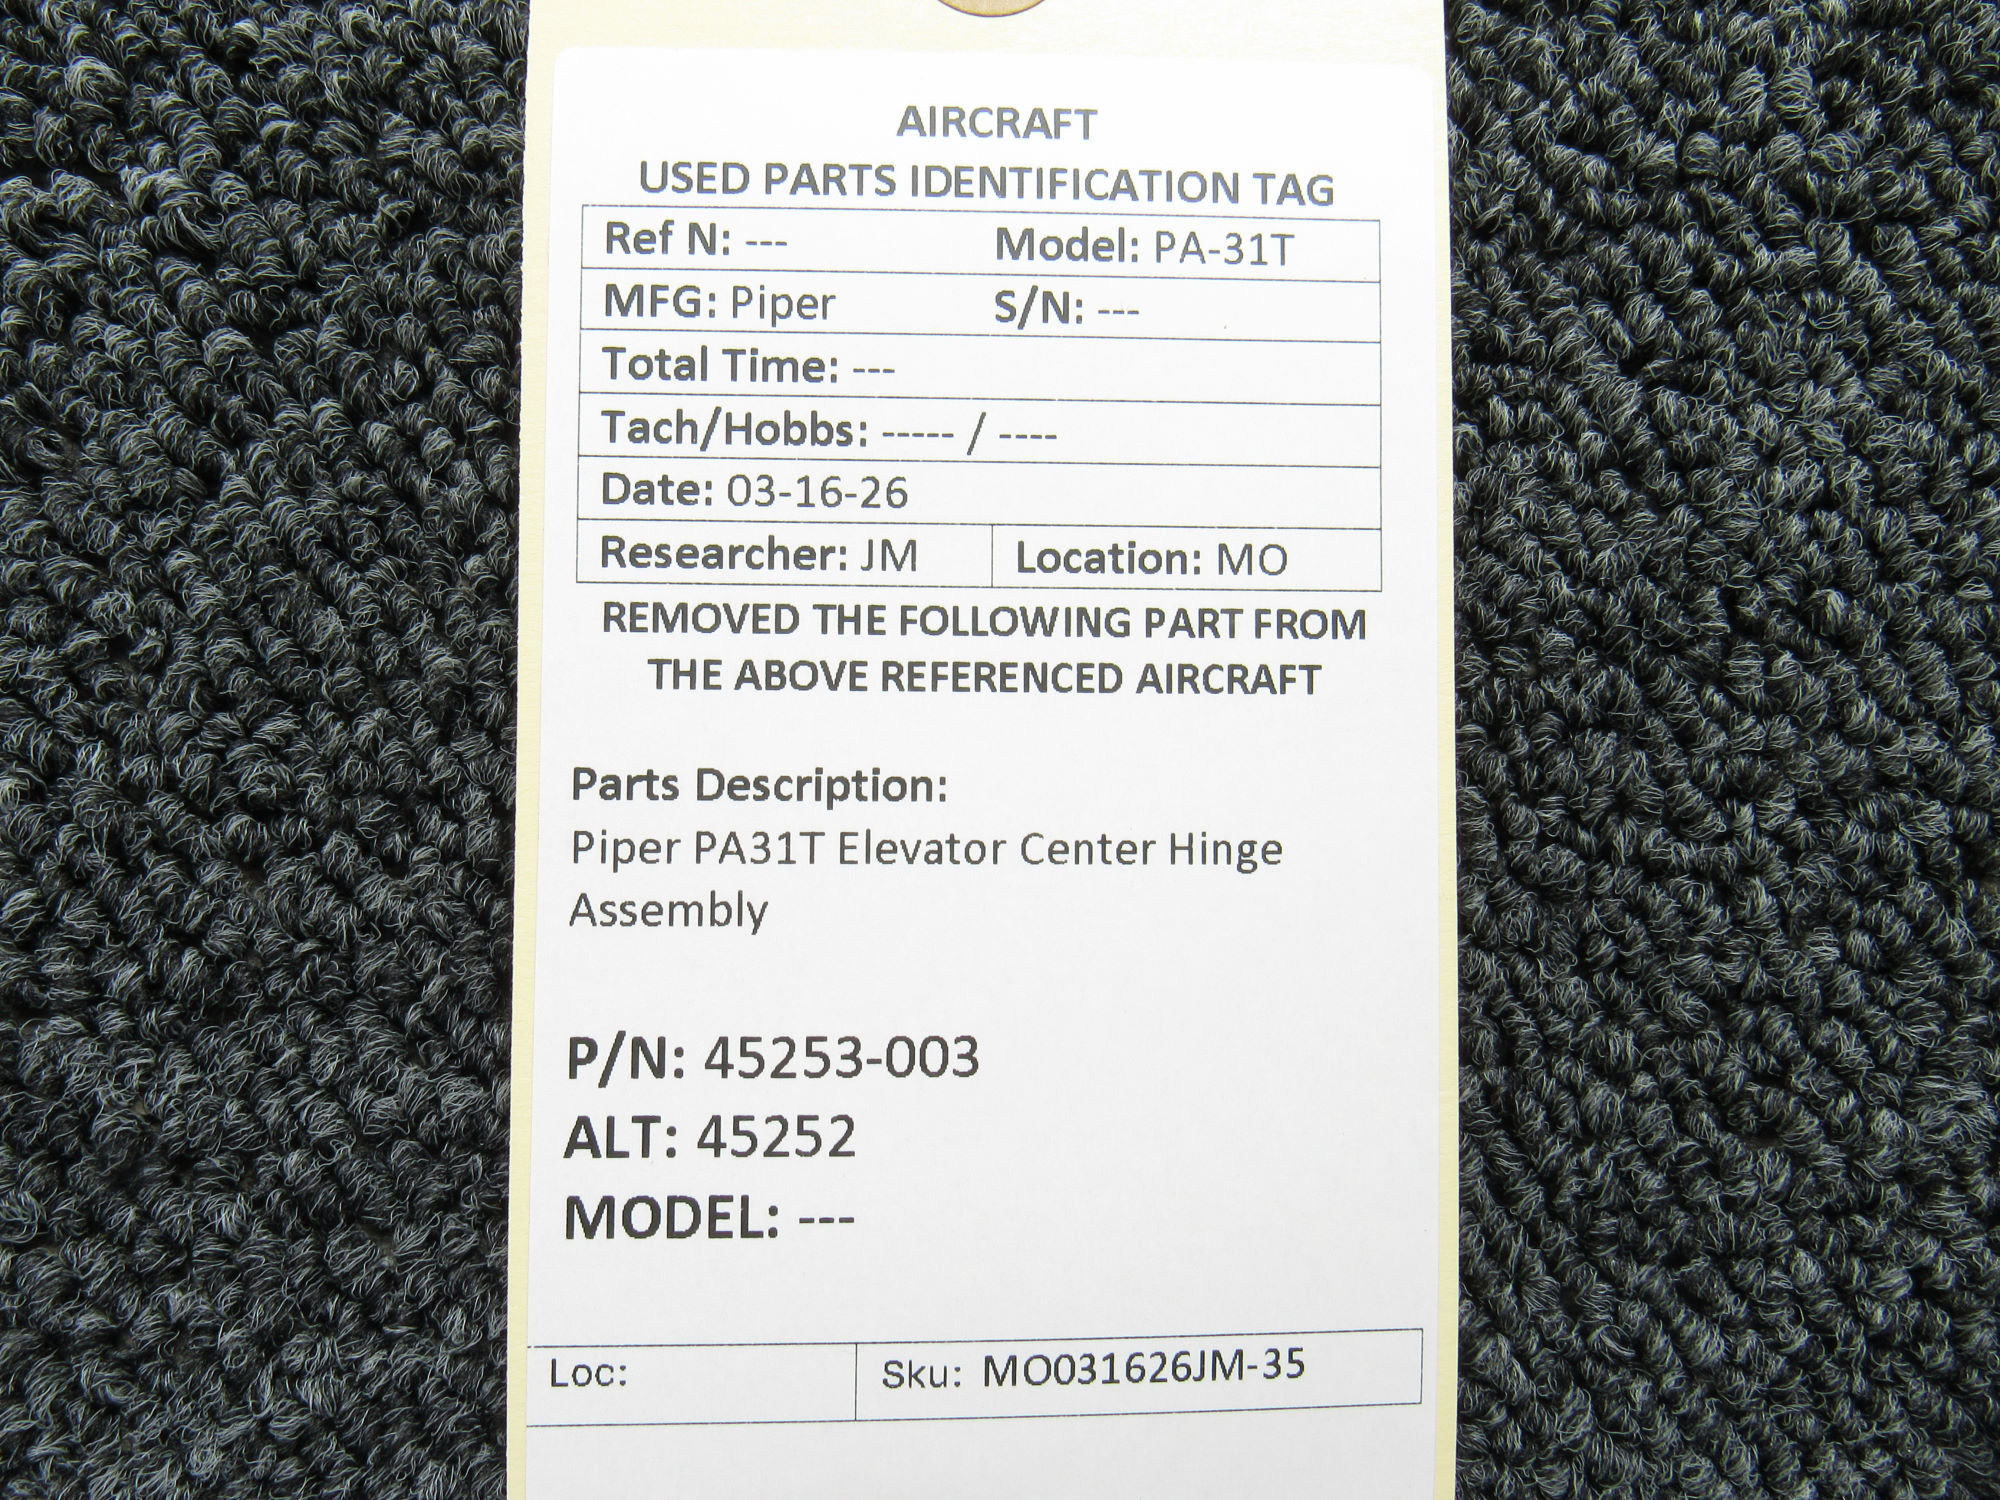 AIRCRAFT
USED PARTS IDENTIFICATION TAG
Ref N: --- Model: PA-31T
MFG: Piper S/N: ---
Total Time: ---
Tach/Hobbs: ----- / ----
Date: 03-16-26
Researcher: JM Location: MO
REMOVED THE FOLLOWING PART FROM
THE ABOVE REFERENCED AIRCRAFT
Parts Description:
Piper PA31T Elevator Center Hinge
Assembly
P/N: 45253-003
ALT: 45252
MODEL: ---
Loc: Sku: MO031626JM-35